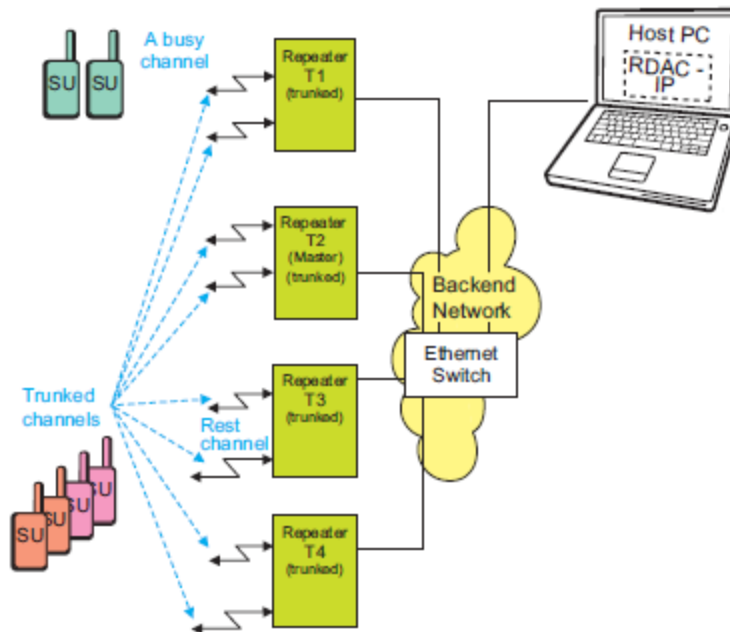 A busy
channel
SU SU
Repeater
T1
(trunked)
Host PC
RDAC -
IP
Repeater
T2
(Master)
(trunked)
Backend
Network
Ethernet
Switch
Trunked
channels
Repeater
T3
(trunked)
Rest
channel
SU
SU
SU
SU
Repeater
T4
(trunked)